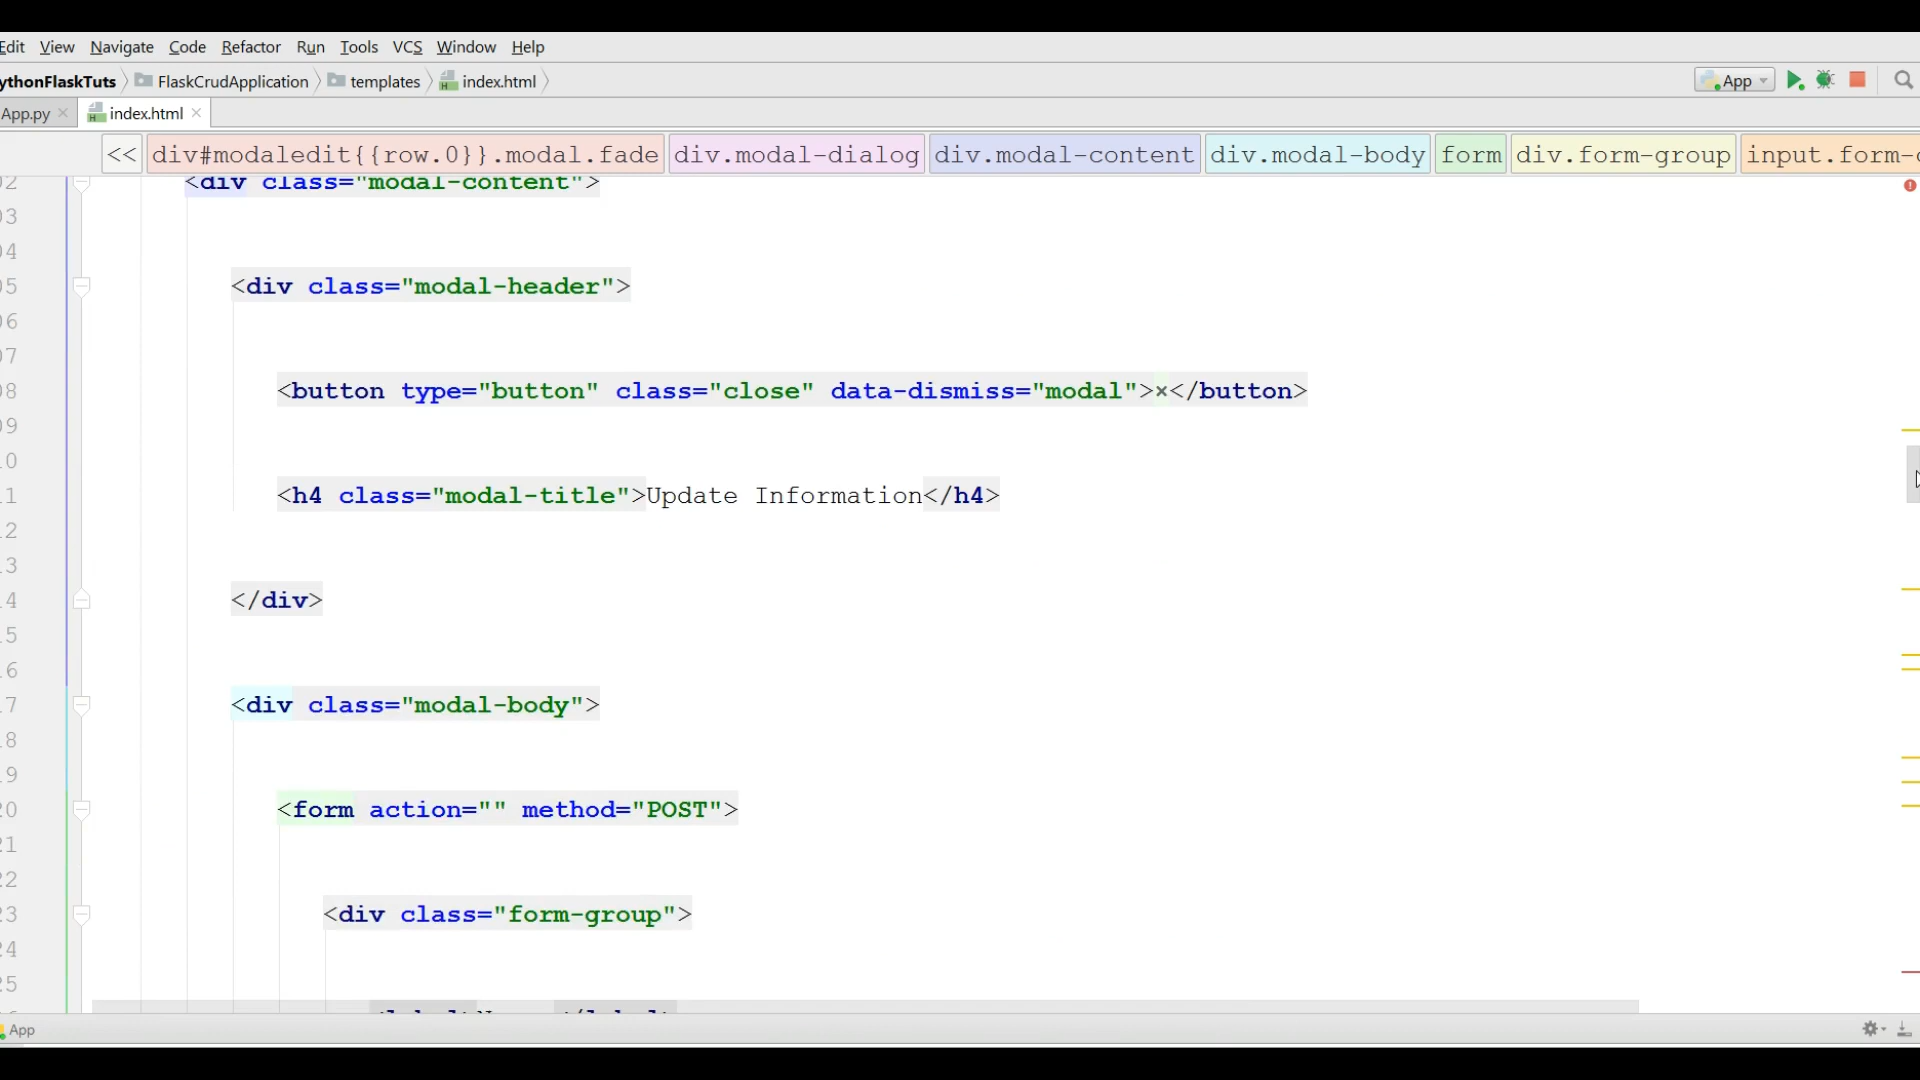 Edit View Navigate Code Refactor Run Tools VCS Window Help
ythonFlaskTuts FlaskCrudApplication templates index.html App
App.py index.html
<< div#modaledit{{row.0}}.modal.fade div.modal-dialog div.modal-content div.modal-body form div.form-group input.form-
02 <div class="modal-content">
03
04
05 <div class="modal-header">
06
07
08 <button type="button" class="close" data-dismiss="modal">×</button>
09
10
11 <h4 class="modal-title">Update Information</h4>
12
13
14 </div>
15
16
17 <div class="modal-body">
18
19
20 <form action="" method="POST">
21
22
23 <div class="form-group">
24
25
App